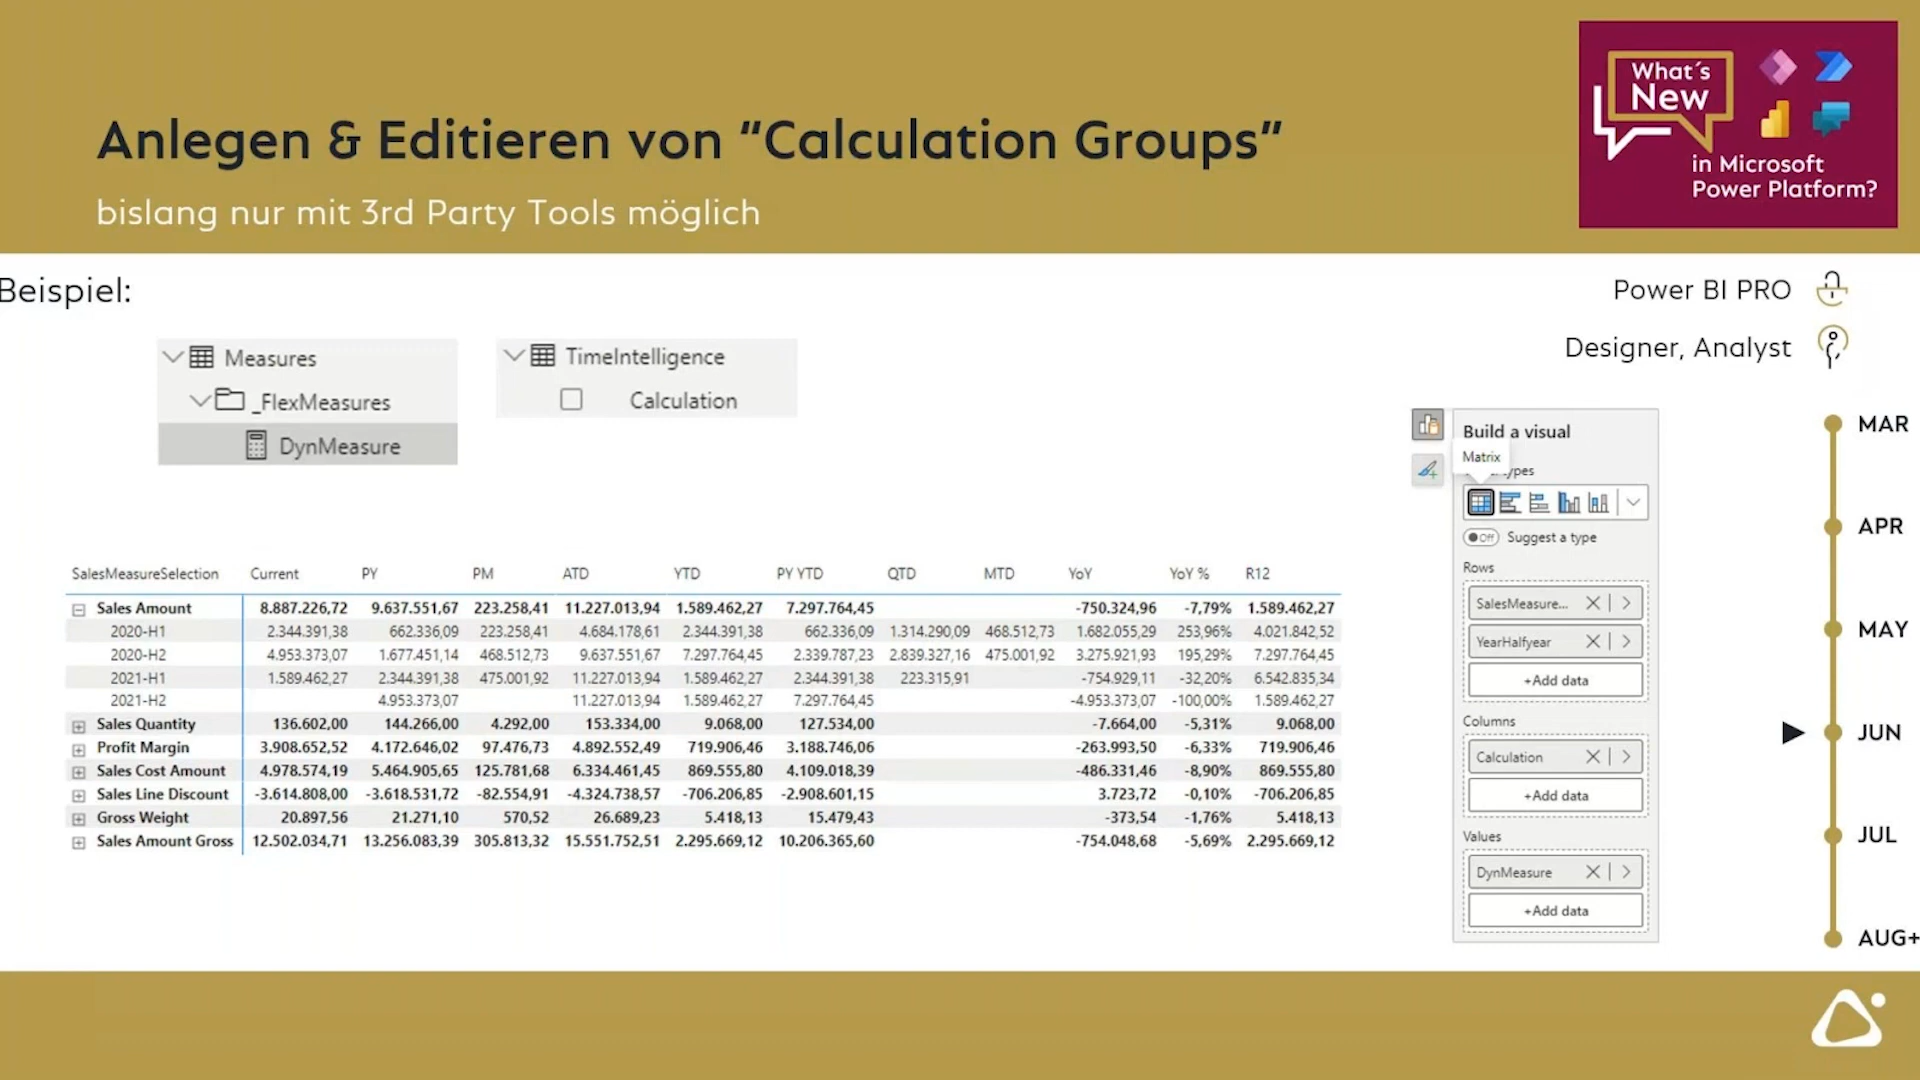 Anlegen & Editieren von “Calculation Groups”
bislang nur mit 3rd Party Tools möglich
What´s
New
in Microsoft
Power Platform?
Beispiel:
Power BI PRO
Designer, Analyst
Measures
_FlexMeasures
DynMeasure
TimeIntelligence
Calculation
SalesMeasureSelection Current PY PM ATD YTD PY YTD QTD MTD YoY YoY % R12
Sales Amount 8.887.226,72 9.637.551,67 223.258,41 11.227.013,94 1.589.462,27 7.297.764,45 -750.324,96 -7,79% 1.589.462,27
2020-H1 2.344.391,38 662.336,09 223.258,41 4.684.178,61 2.344.391,38 662.336,09 1.314.290,09 468.512,73 1.682.055,29 253,96% 4.021.842,52
2020-H2 4.953.373,07 1.677.451,14 468.512,73 9.637.551,67 7.297.764,45 2.339.787,23 2.839.327,16 475.001,92 3.275.921,93 195,29% 7.297.764,45
2021-H1 1.589.462,27 2.344.391,38 475.001,92 11.227.013,94 1.589.462,27 2.344.391,38 223.315,91 -754.929,11 -32,20% 6.542.835,34
2021-H2 4.953.373,07 11.227.013,94 1.589.462,27 7.297.764,45 -4.953.373,07 -100,00% 1.589.462,27
Sales Quantity 136.602,00 144.266,00 4.292,00 153.334,00 9.068,00 127.534,00 -7.664,00 -5,31% 9.068,00
Profit Margin 3.908.652,52 4.172.646,02 97.476,73 4.892.552,49 719.906,46 3.188.746,06 -263.993,50 -6,33% 719.906,46
Sales Cost Amount 4.978.574,19 5.464.905,65 125.781,68 6.334.461,45 869.555,80 4.109.018,39 -486.331,46 -8,90% 869.555,80
Sales Line Discount -3.614.808,00 -3.618.531,72 -82.554,91 -4.324.738,57 -706.206,85 -2.908.601,15 3.723,72 -0,10% -706.206,85
Gross Weight 20.897,56 21.271,10 570,52 26.689,23 5.418,13 15.479,43 -373,54 -1,76% 5.418,13
Sales Amount Gross 12.502.034,71 13.256.083,39 305.813,32 15.551.752,51 2.295.669,12 10.206.365,60 -754.048,68 -5,69% 2.295.669,12
Build a visual
Matrix
ypes
Off Suggest a type
Rows
SalesMeasure...
YearHalfyear
+Add data
Columns
Calculation
+Add data
Values
DynMeasure
+Add data
MAR
APR
MAY
JUN
JUL
AUG+